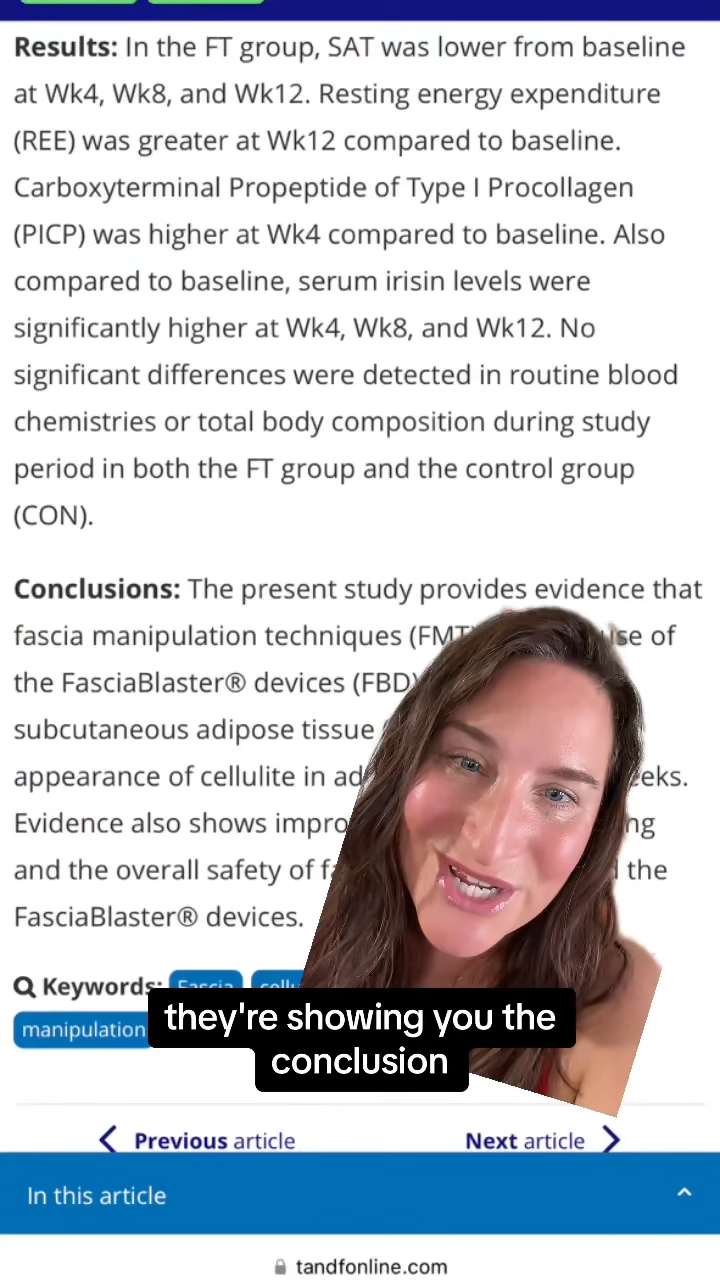 Results: In the FT group, SAT was lower from baseline
at Wk4, Wk8, and Wk12. Resting energy expenditure
(REE) was greater at Wk12 compared to baseline.
Carboxyterminal Propeptide of Type I Procollagen
(PICP) was higher at Wk4 compared to baseline. Also
compared to baseline, serum irisin levels were
significantly higher at Wk4, Wk8, and Wk12. No
significant differences were detected in routine blood
chemistries or total body composition during study
period in both the FT group and the control group
(CON).
Conclusions: The present study provides evidence that
fascia manipulation techniques (FMT of
the FasciaBlaster® devices (FBD)
subcutaneous adipose tissue
appearance of cellulite in
Evidence also shows
and the overall safety of the
FasciaBlaster® devices.
Keywords: Fascia
manipulation
they're showing you the
conclusion
Previous article Next article
In this article
tandfonline.com